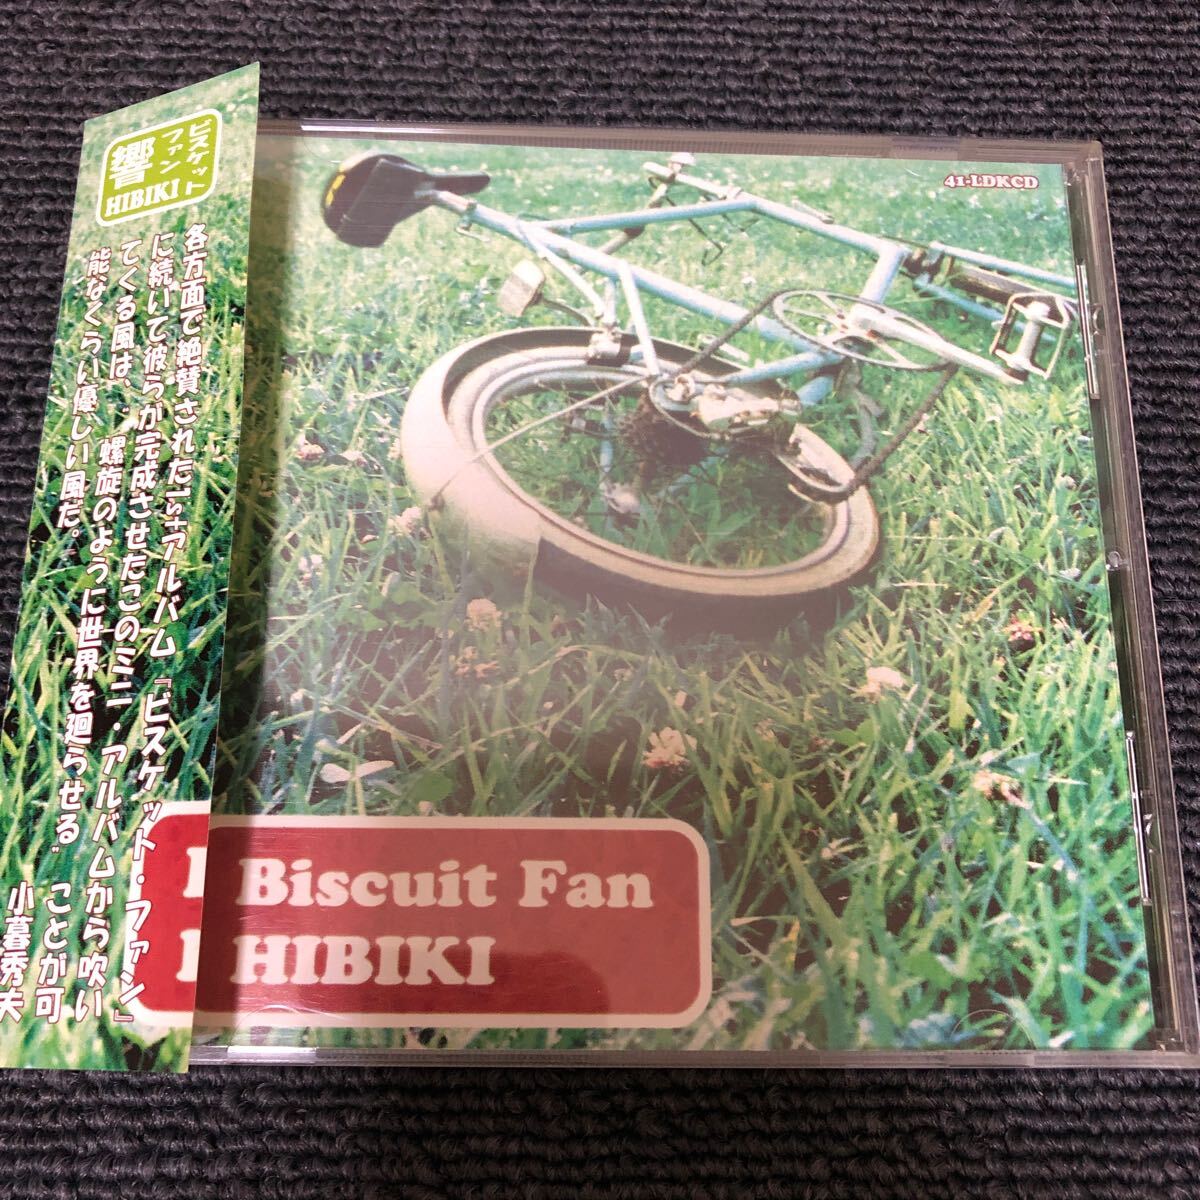 ビスケット
ファン
響
HIBIKI
各方面で絶賛された1stアルバム『ビスケット・ファン』
に続いて彼らが完成させたこのミニ・アルバムから吹い
てくる風は、“螺旋のように世界を廻らせる”ことが可
能なくらい優しい風だ。
小暮秀夫
41-LDKCD
Biscuit Fan
HIBIKI